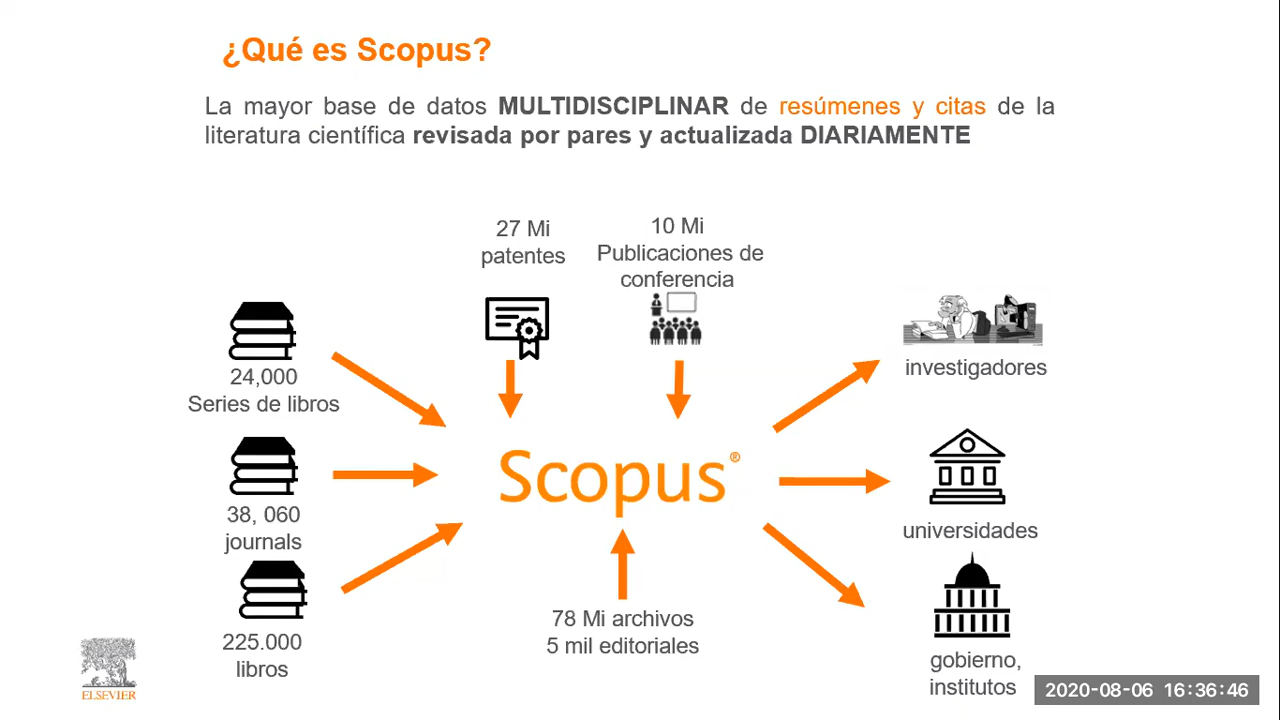 ¿Qué es Scopus?
La mayor base de datos MULTIDISCIPLINAR de resúmenes y citas de la
literatura científica revisada por pares y actualizada DIARIAMENTE
27 Mi
patentes
10 Mi
Publicaciones de
conferencia
24,000
Series de libros
38, 060
journals
225.000
libros
Scopus®
78 Mi archivos
5 mil editoriales
investigadores
universidades
gobierno,
institutos
ELSEVIER
2020-08-06 16:36:46